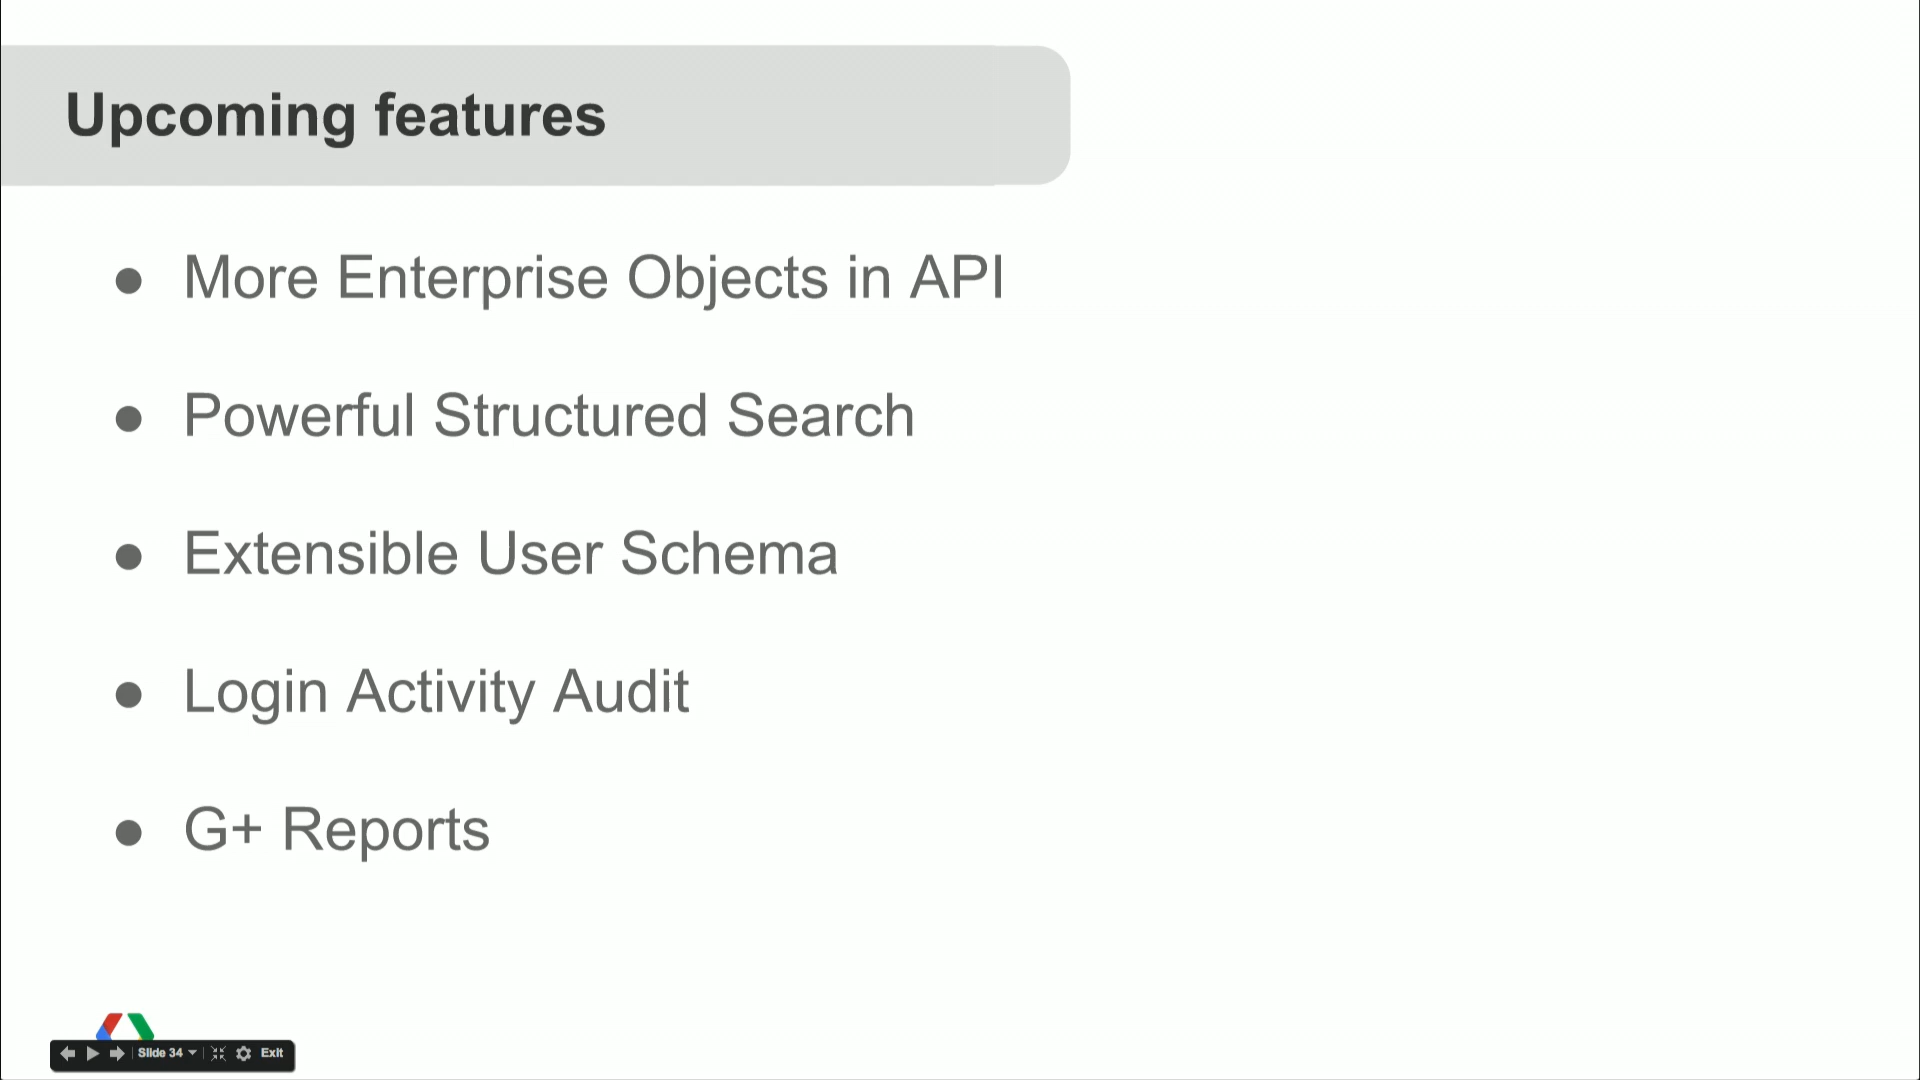 Upcoming features
● More Enterprise Objects in API
● Powerful Structured Search
● Extensible User Schema
● Login Activity Audit
● G+ Reports
Slide 34
Exit